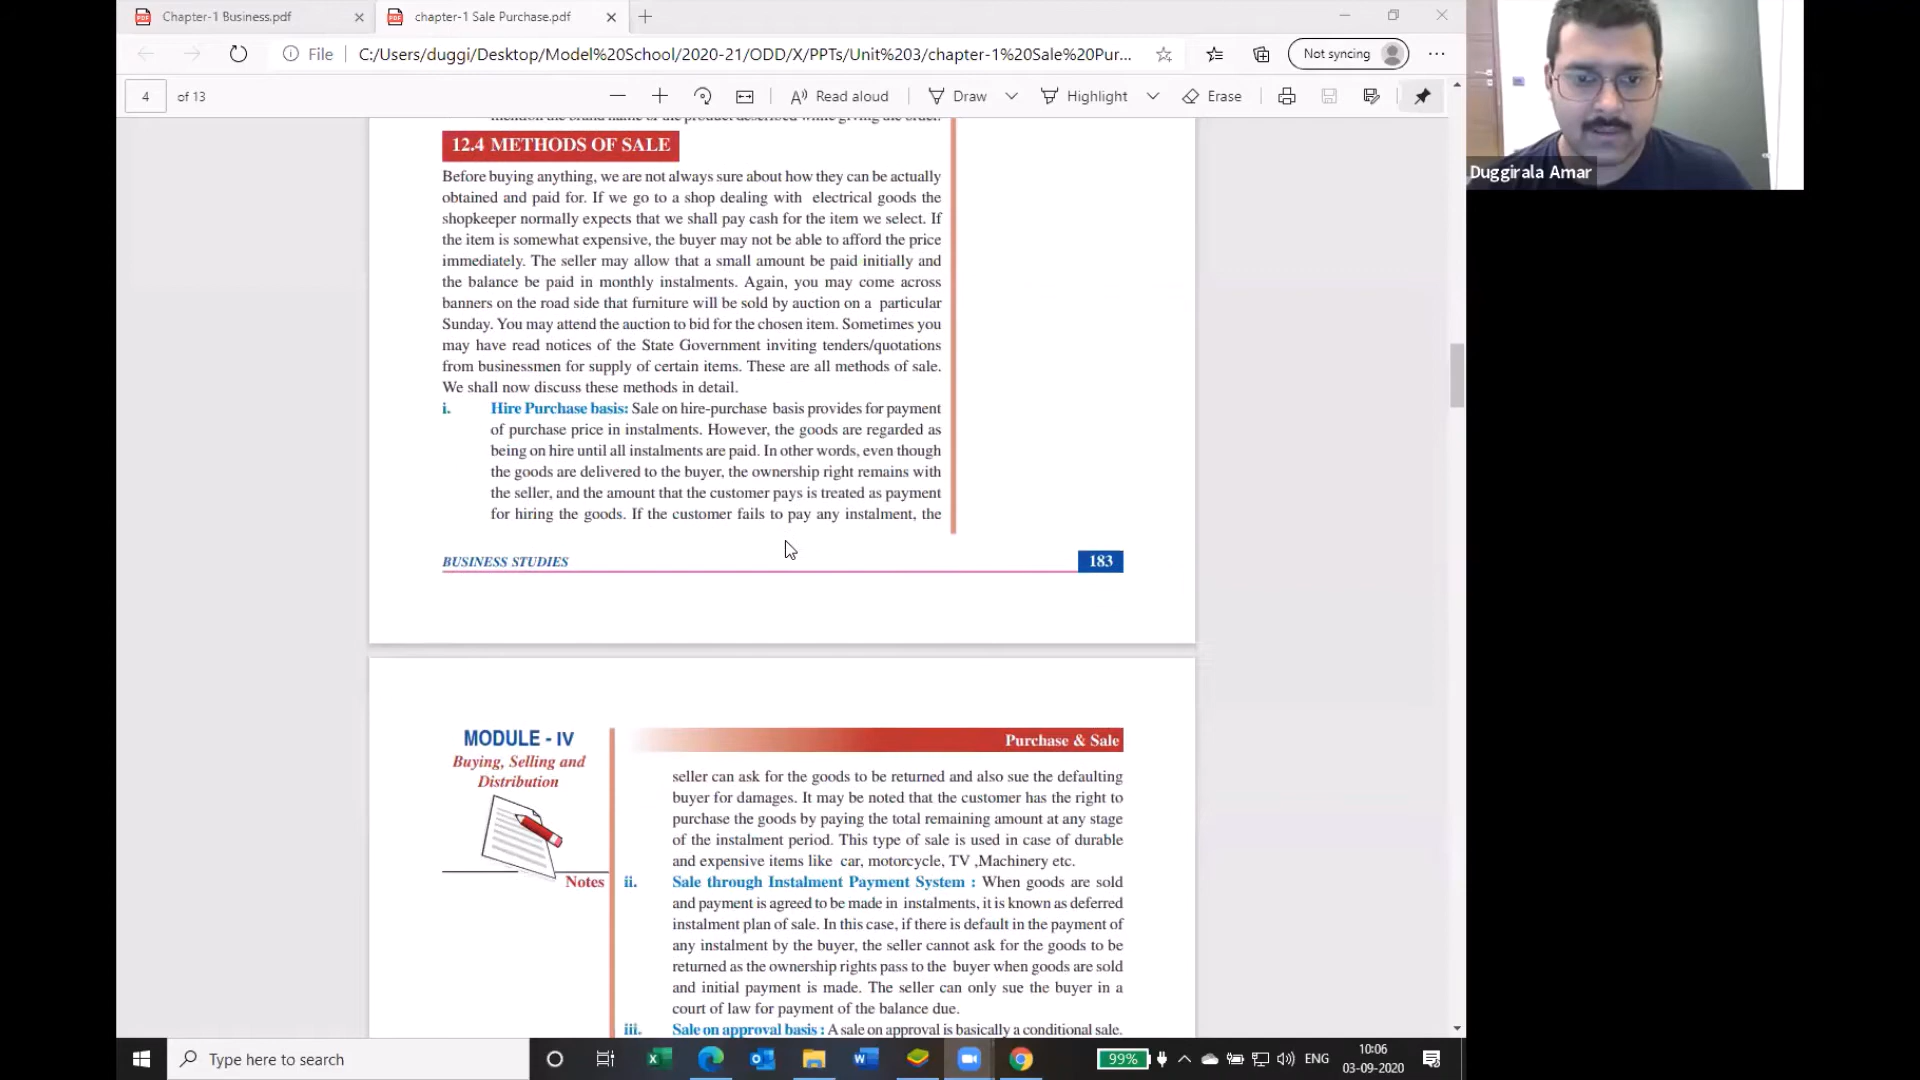 Chapter-1 Business.pdf
chapter-1 Sale Purchase.pdf
File
C:/Users/duggi/Desktop/Model%20School/2020-21/ODD/X/PPTs/Unit%203/chapter-1%20Sale%20Pur...
Not syncing
4 of 13
Read aloud
Draw
Highlight
Erase
Duggirala Amar
mention the brand name of the product described while giving the order.
12.4 METHODS OF SALE
Before buying anything, we are not always sure about how they can be actually
obtained and paid for. If we go to a shop dealing with electrical goods the
shopkeeper normally expects that we shall pay cash for the item we select. If
the item is somewhat expensive, the buyer may not be able to afford the price
immediately. The seller may allow that a small amount be paid initially and
the balance be paid in monthly instalments. Again, you may come across
banners on the road side that furniture will be sold by auction on a particular
Sunday. You may attend the auction to bid for the chosen item. Sometimes you
may have read notices of the State Government inviting tenders/quotations
from businessmen for supply of certain items. These are all methods of sale.
We shall now discuss these methods in detail.
i. Hire Purchase basis: Sale on hire-purchase basis provides for payment
of purchase price in instalments. However, the goods are regarded as
being on hire until all instalments are paid. In other words, even though
the goods are delivered to the buyer, the ownership right remains with
the seller, and the amount that the customer pays is treated as payment
for hiring the goods. If the customer fails to pay any instalment, the
BUSINESS STUDIES
183
MODULE - IV
Buying, Selling and
Distribution
Notes
Purchase & Sale
seller can ask for the goods to be returned and also sue the defaulting
buyer for damages. It may be noted that the customer has the right to
purchase the goods by paying the total remaining amount at any stage
of the instalment period. This type of sale is used in case of durable
and expensive items like car, motorcycle, TV ,Machinery etc.
ii. Sale through Instalment Payment System : When goods are sold
and payment is agreed to be made in instalments, it is known as deferred
instalment plan of sale. In this case, if there is default in the payment of
any instalment by the buyer, the seller cannot ask for the goods to be
returned as the ownership rights pass to the buyer when goods are sold
and initial payment is made. The seller can only sue the buyer in a
court of law for payment of the balance due.
iii. Sale on approval basis : A sale on approval is basically a conditional sale.
Type here to search
99%
ENG
10:06
03-09-2020